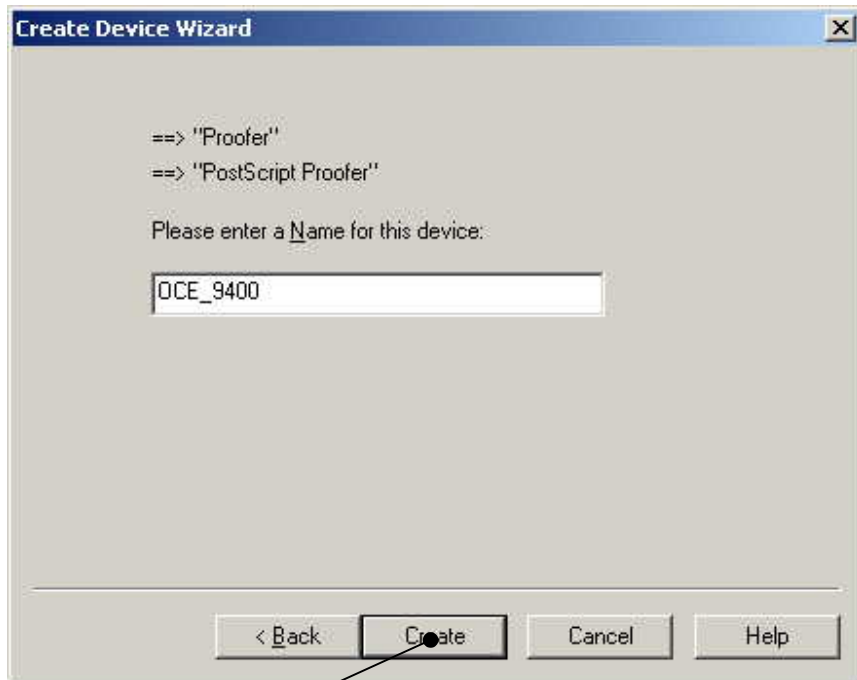 Create Device Wizard
==> "Proofer"
==> "PostScript Proofer"
Please enter a Name for this device:
OCE_9400
< Back Create Cancel Help